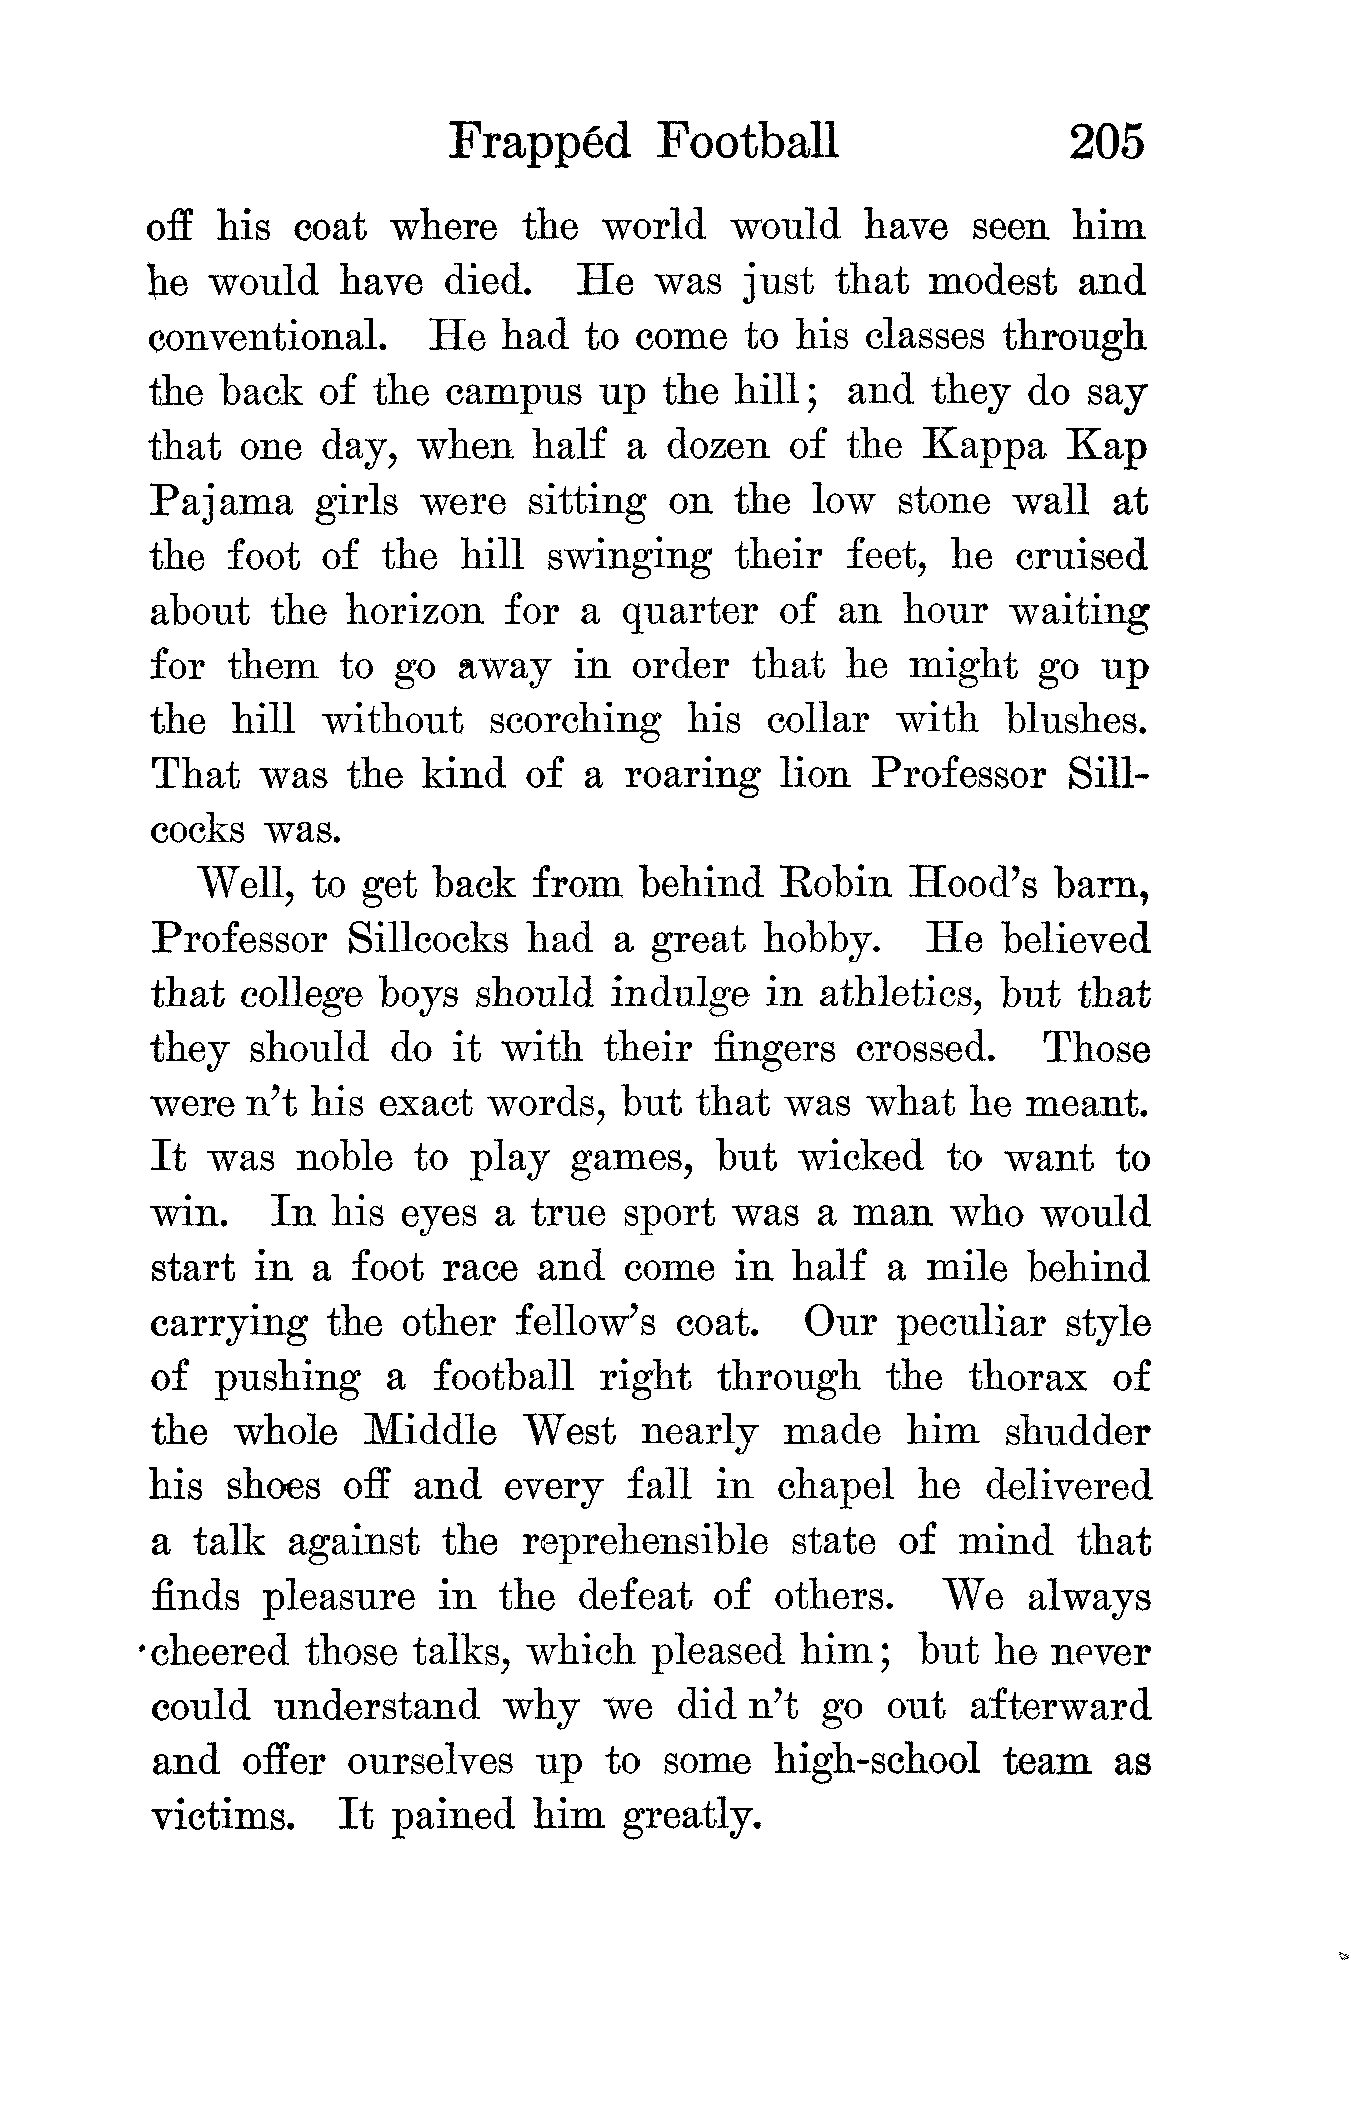 Frappéd Football 205
off his coat where the world would have seen him
he would have died. He was just that modest and
conventional. He had to come to his classes through
the back of the campus up the hill; and they do say
that one day, when half a dozen of the Kappa Kap
Pajama girls were sitting on the low stone wall at
the foot of the hill swinging their feet, he cruised
about the horizon for a quarter of an hour waiting
for them to go away in order that he might go up
the hill without scorching his collar with blushes.
That was the kind of a roaring lion Professor Sill-
cocks was.
Well, to get back from behind Robin Hood's barn,
Professor Sillcocks had a great hobby. He believed
that college boys should indulge in athletics, but that
they should do it with their fingers crossed. Those
were n't his exact words, but that was what he meant.
It was noble to play games, but wicked to want to
win. In his eyes a true sport was a man who would
start in a foot race and come in half a mile behind
carrying the other fellow's coat. Our peculiar style
of pushing a football right through the thorax of
the whole Middle West nearly made him shudder
his shoes off and every fall in chapel he delivered
a talk against the reprehensible state of mind that
finds pleasure in the defeat of others. We always
cheered those talks, which pleased him; but he never
could understand why we did n't go out afterward
and offer ourselves up to some high-school team as
victims. It pained him greatly.